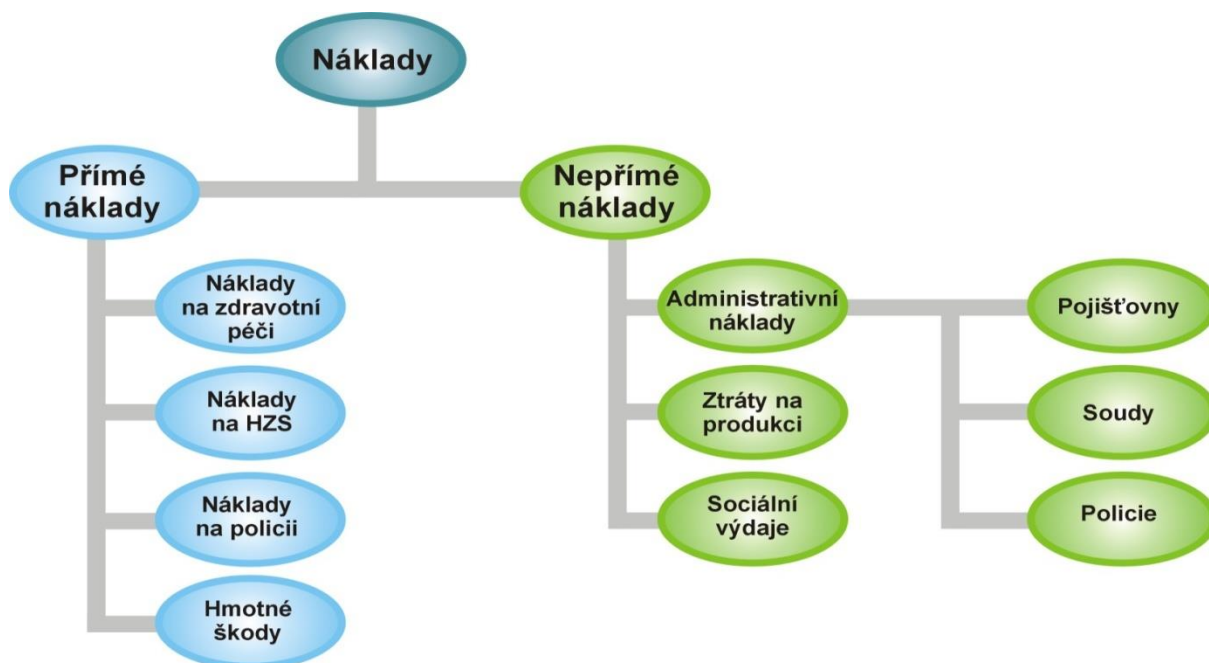 Náklady
Přímé
náklady
Nepřímé
náklady
Náklady
na zdravotní
péči
Administrativní
náklady
Pojišťovny
Náklady
na HZS
Ztráty na
produkci
Soudy
Náklady
na policii
Sociální
výdaje
Policie
Hmotné
škody